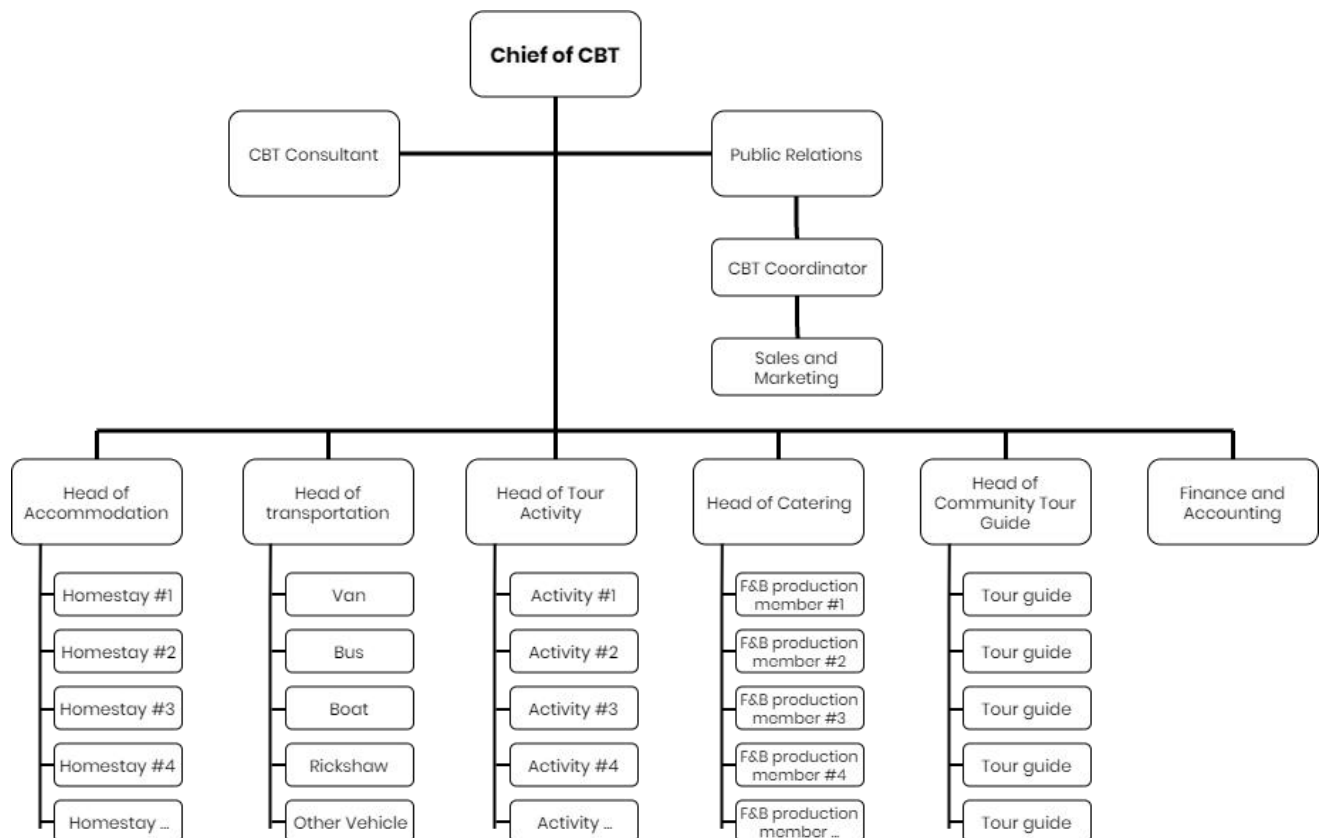 Chief of CBT
CBT Consultant
Public Relations
CBT Coordinator
Sales and
Marketing
Head of
Accommodation
Head of
transportation
Head of Tour
Activity
Head of Catering
Head of
Community Tour
Guide
Finance and
Accounting
Homestay #1
Homestay #2
Homestay #3
Homestay #4
Homestay ...
Van
Bus
Boat
Rickshaw
Other Vehicle
Activity #1
Activity #2
Activity #3
Activity #4
Activity ...
F&B production
member #1
F&B production
member #2
F&B production
member #3
F&B production
member #4
F&B production
member ...
Tour guide
Tour guide
Tour guide
Tour guide
Tour guide